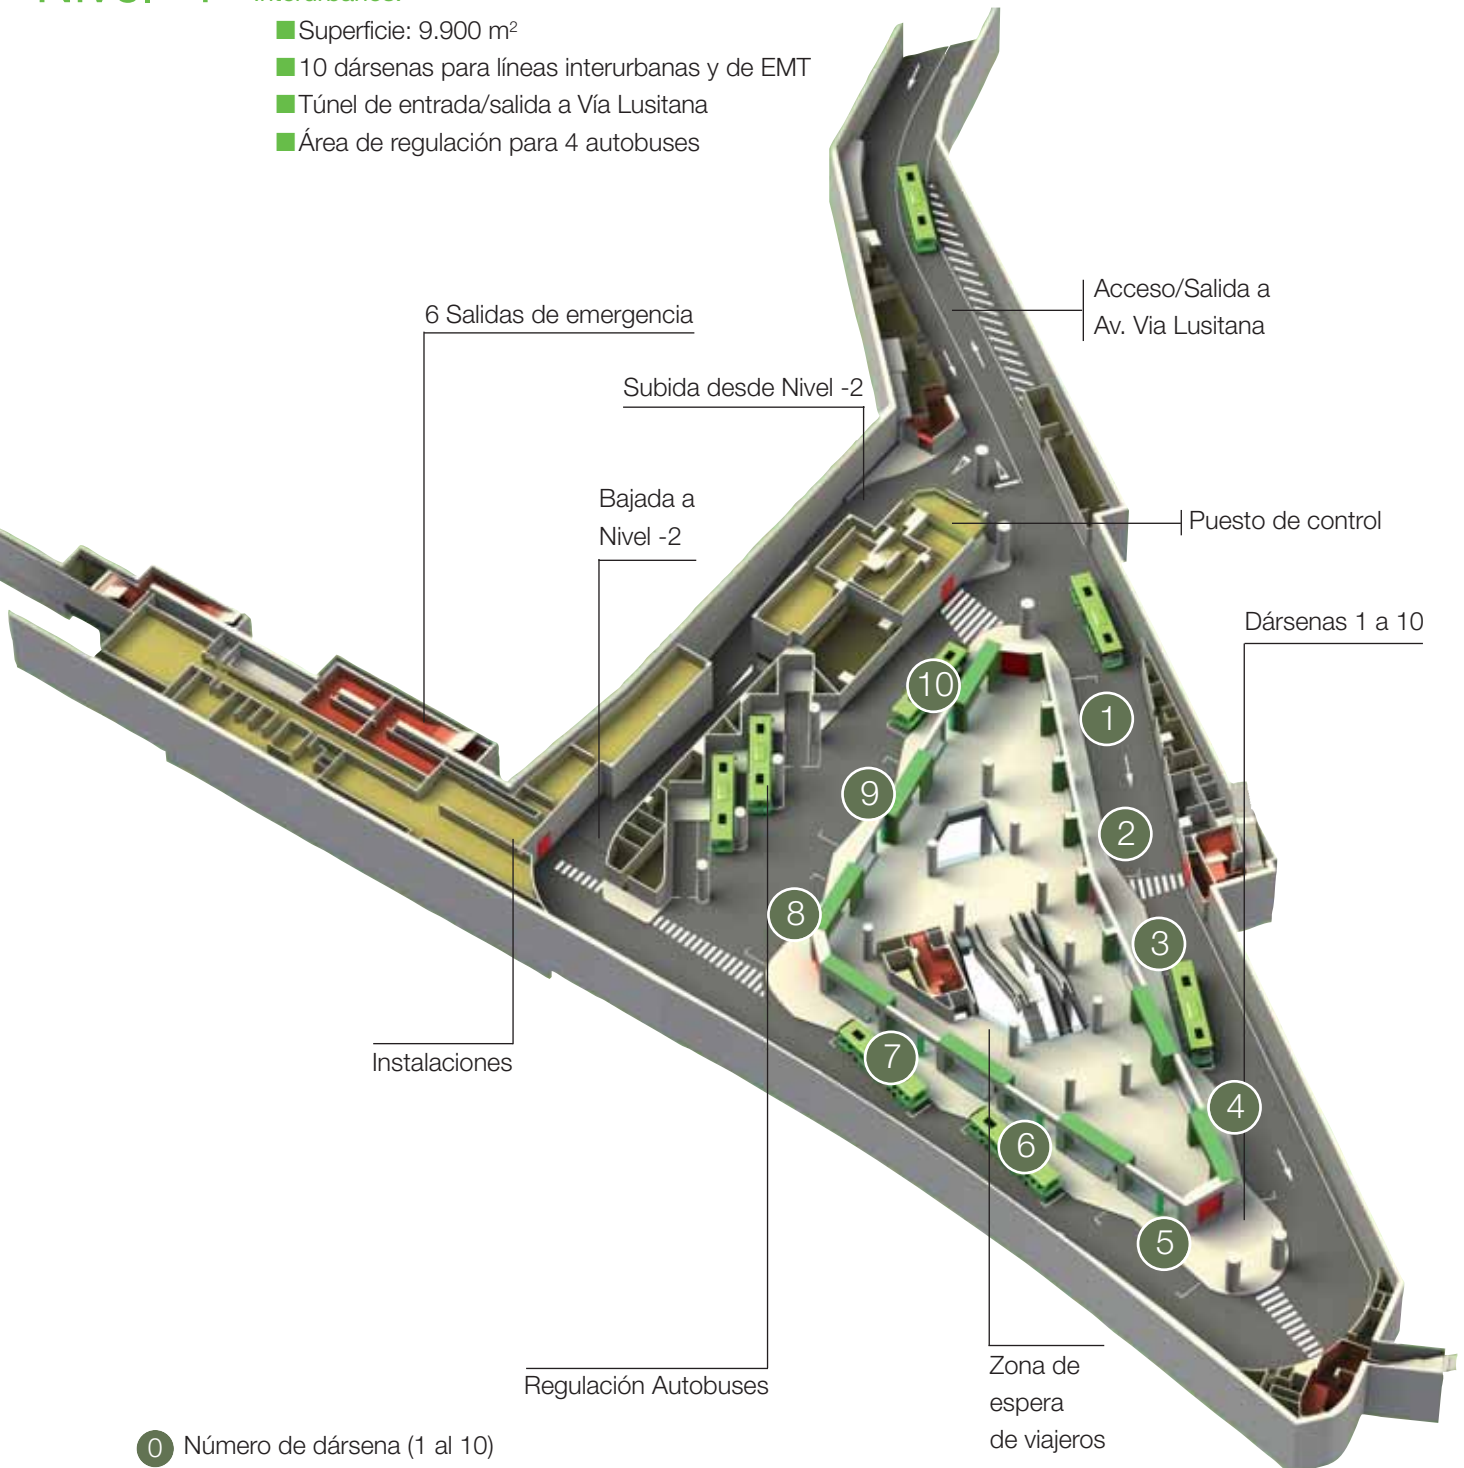 Superficie: 9.900 m²
10 dársenas para líneas interurbanas y de EMT
Túnel de entrada/salida a Vía Lusitana
Área de regulación para 4 autobuses
Acceso/Salida a
Av. Via Lusitana
6 Salidas de emergencia
Subida desde Nivel -2
Bajada a
Nivel -2
Puesto de control
Dársenas 1 a 10
10
1
9
2
8
3
7
4
6
5
Instalaciones
Regulación Autobuses
Zona de
espera
de viajeros
0 Número de dársena (1 al 10)